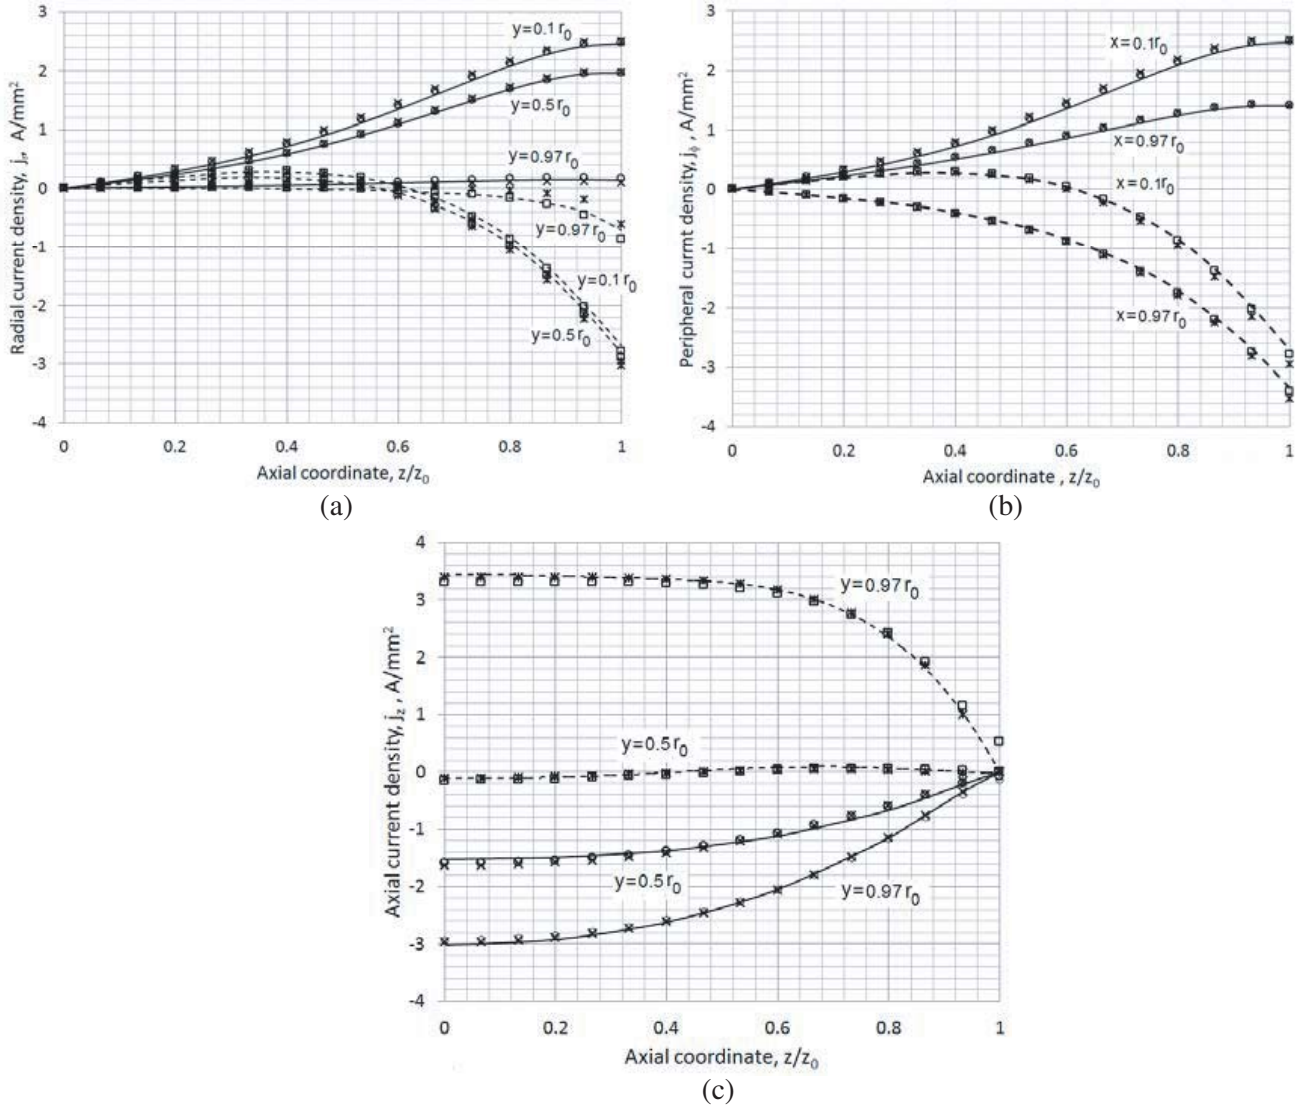 3
2
1
0
-1
-2
-3
-4
Radial current density, jr, A/mm²
y=0.1 r0
y=0.5 r0
y=0.97 r0
y=0.97 r0
y=0.1 r0
y=0.5 r0
0 0.2 0.4 0.6 0.8 1
Axial coordinate, z/z0
(a)
3
2
1
0
-1
-2
-3
-4
Peripheral currnt density, jϕ , A/mm²
x=0.1r0
x=0.97r0
x=0.1r0
x=0.97r0
0 0.2 0.4 0.6 0.8 1
Axial coordinate , z/z0
(b)
4
3
2
1
0
-1
-2
-3
-4
Axial current density, jz , A/mm²
y=0.97 r0
y=0.5 r0
y=0.5 r0
y=0.97 r0
0 0.2 0.4 0.6 0.8 1
Axial coordinate, z/z0
(c)